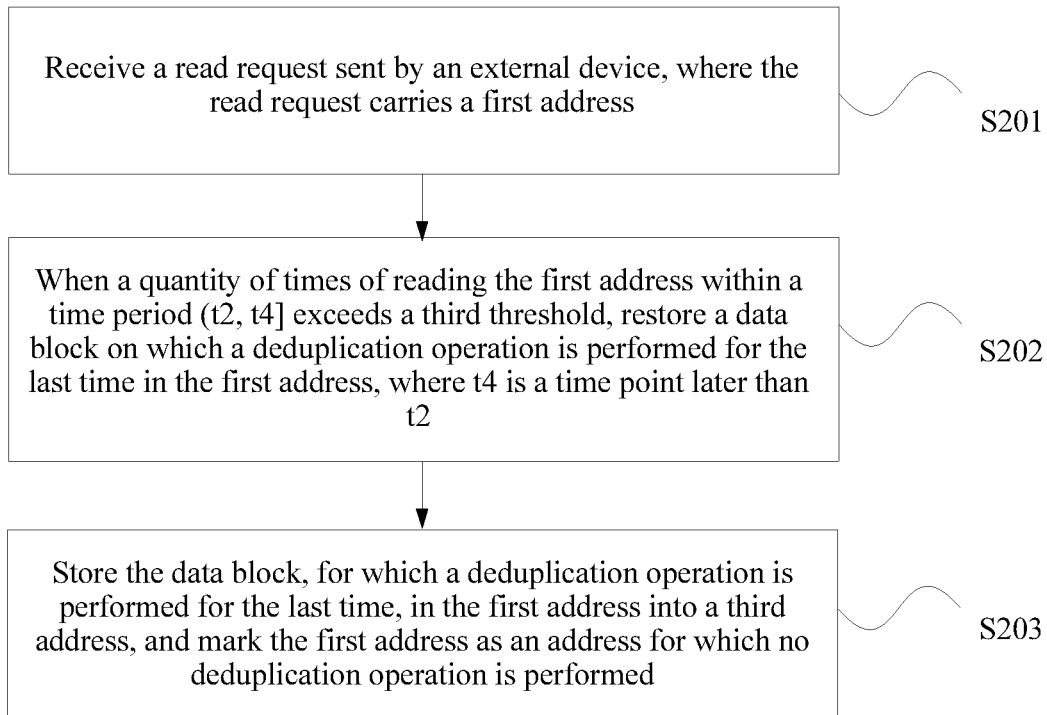 Receive a read request sent by an external device, where the
read request carries a first address
S201
When a quantity of times of reading the first address within a
time period (t2, t4] exceeds a third threshold, restore a data
block on which a deduplication operation is performed for the
last time in the first address, where t4 is a time point later than
t2
S202
Store the data block, for which a deduplication operation is
performed for the last time, in the first address into a third
address, and mark the first address as an address for which no
deduplication operation is performed
S203